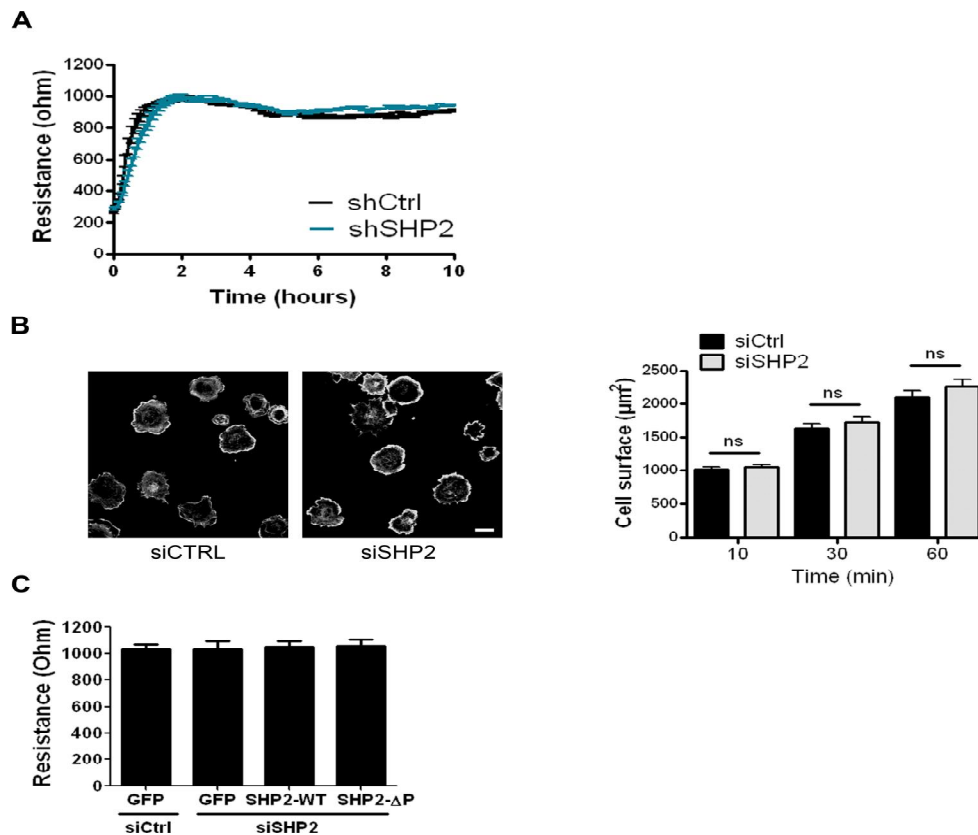 A
1200
1000
800
600
400
200
0
Resistance (ohm)
shCtrl
shSHP2
0 2 4 6 8 10
Time (hours)
B
siCTRL
siSHP2
siCtrl
siSHP2
ns
ns
ns
2500
2000
1500
1000
500
0
Cell surface (µm²)
10 30 60
Time (min)
C
1200
1000
800
600
400
200
0
Resistance (Ohm)
GFP GFP SHP2-WT SHP2-ΔP
siCtrl siSHP2